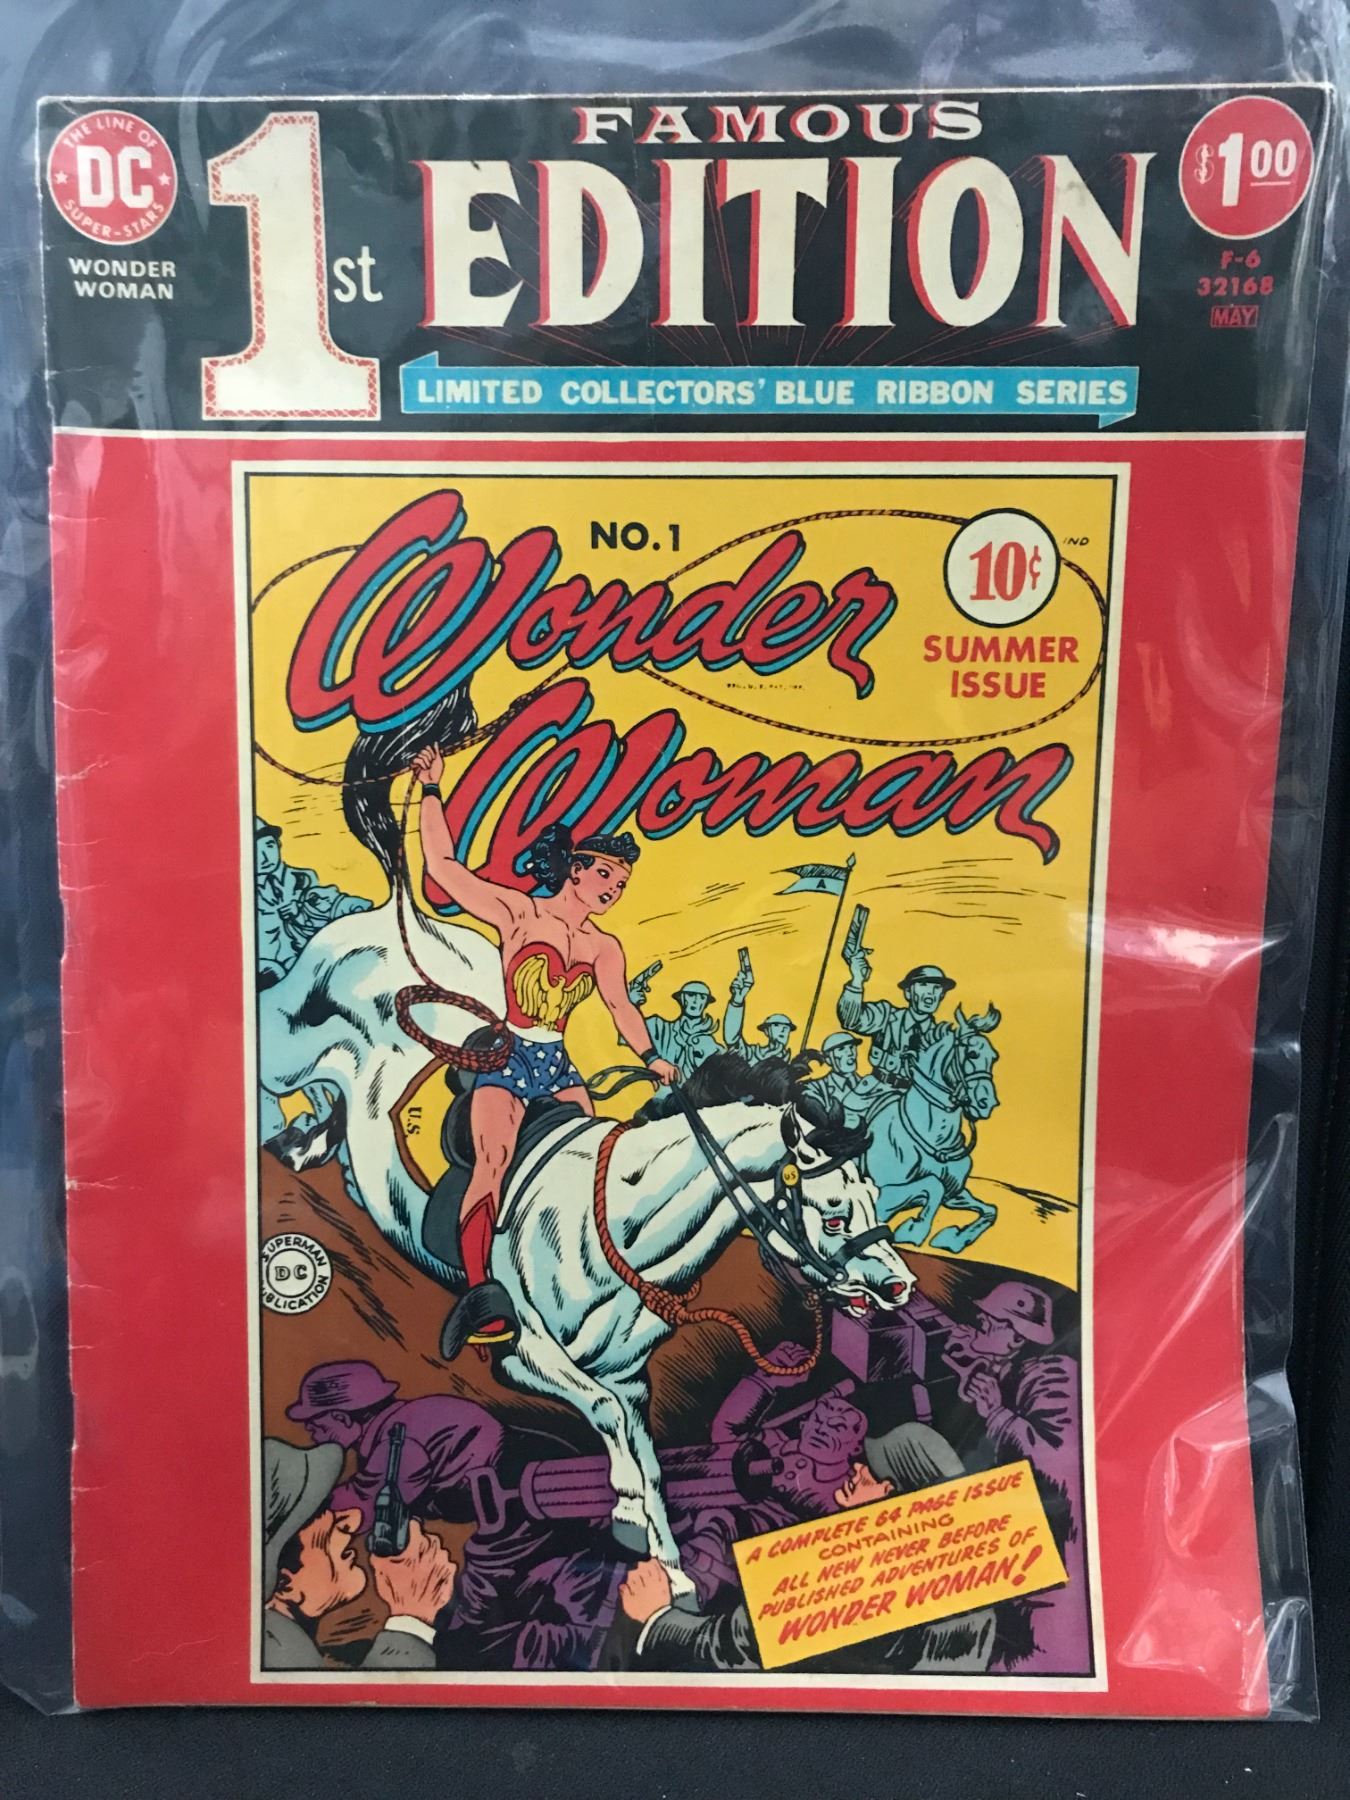 THE LINE OF
DC
SUPER-STARS
WONDER
WOMAN
1st
FAMOUS
EDITION
$1 00
F-6
32168
MAY
LIMITED COLLECTORS' BLUE RIBBON SERIES
NO. 1
Wonder
Woman
10¢
IND
SUMMER
ISSUE
A
U.S.
US
SUPERMAN
DC
PUBLICATION
A COMPLETE 64 PAGE ISSUE
CONTAINING
ALL NEW NEVER BEFORE
PUBLISHED ADVENTURES OF
WONDER WOMAN!